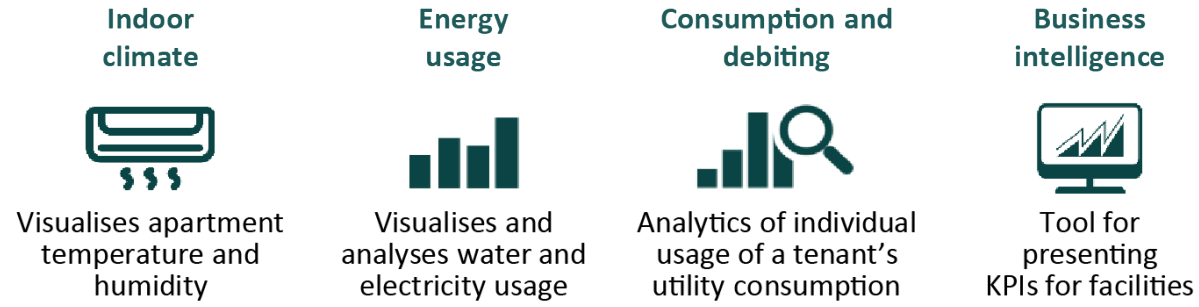 Indoor
climate
Visualises apartment
temperature and
humidity
Energy
usage
Visualises and
analyses water and
electricity usage
Consumption and
debiting
Analytics of individual
usage of a tenant’s
utility consumption
Business
intelligence
Tool for
presenting
KPIs for facilities